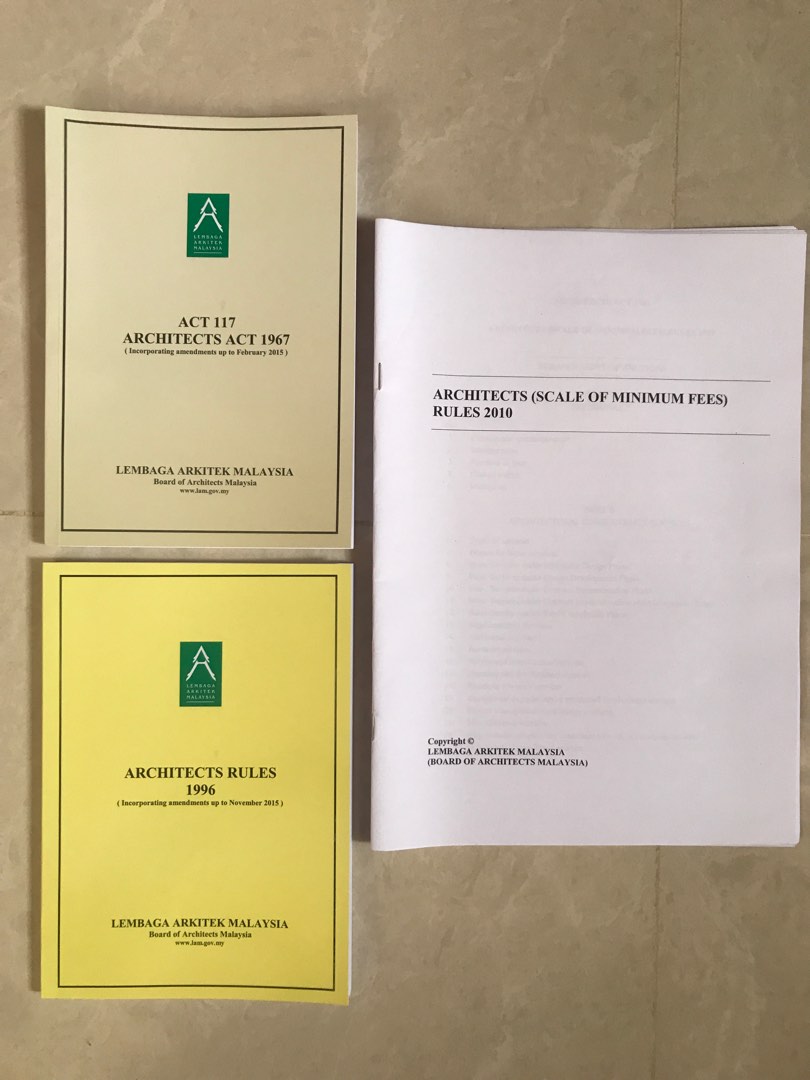 LEMBAGA
ARKITEK
MALAYSIA
ACT 117
ARCHITECTS ACT 1967
( Incorporating amendments up to February 2015 )
LEMBAGA ARKITEK MALAYSIA
Board of Architects Malaysia
www.lam.gov.my
LEMBAGA
ARKITEK
MALAYSIA
ARCHITECTS RULES
1996
( Incorporating amendments up to November 2015 )
LEMBAGA ARKITEK MALAYSIA
Board of Architects Malaysia
www.lam.gov.my
ARCHITECTS (SCALE OF MINIMUM FEES)
RULES 2010
Copyright ©
LEMBAGA ARKITEK MALAYSIA
(BOARD OF ARCHITECTS MALAYSIA)